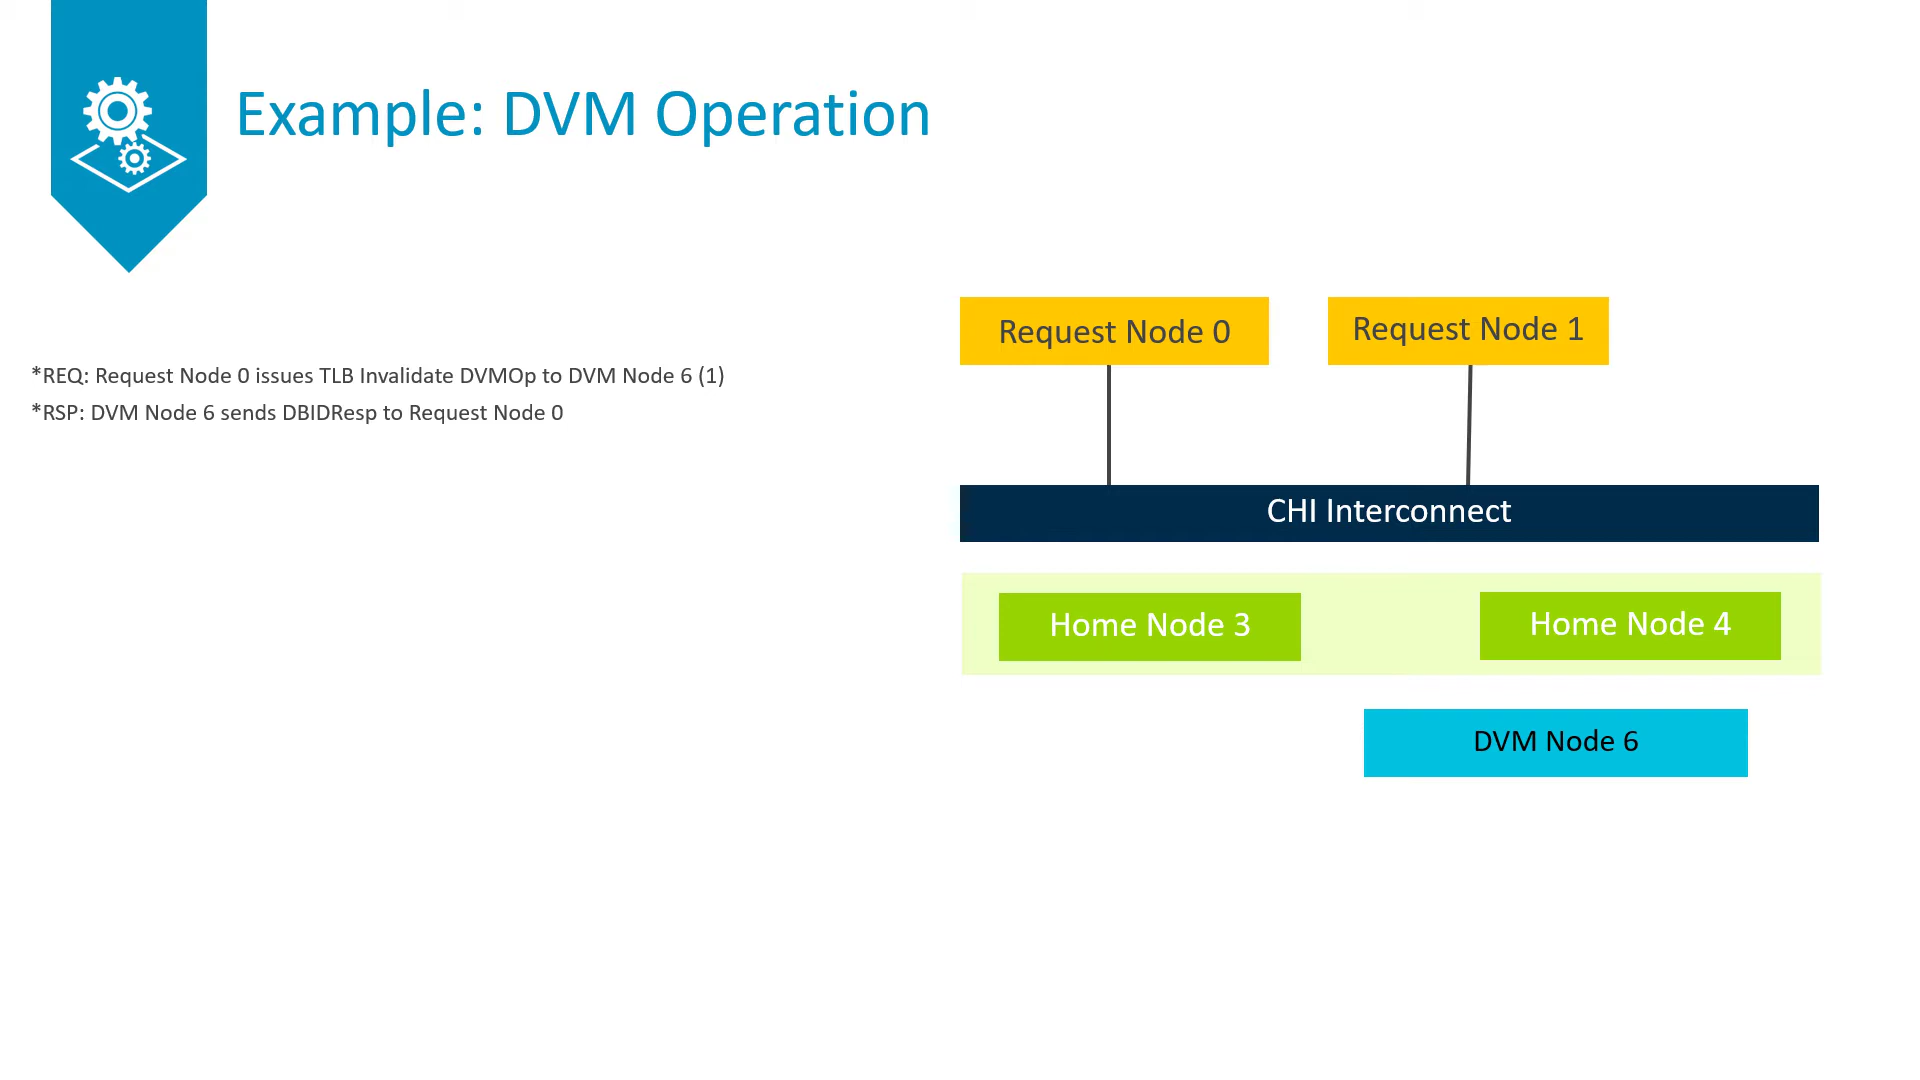 Example: DVM Operation
*REQ: Request Node 0 issues TLB Invalidate DVMOp to DVM Node 6 (1)
*RSP: DVM Node 6 sends DBIDResp to Request Node 0
Request Node 0
Request Node 1
CHI Interconnect
Home Node 3
Home Node 4
DVM Node 6